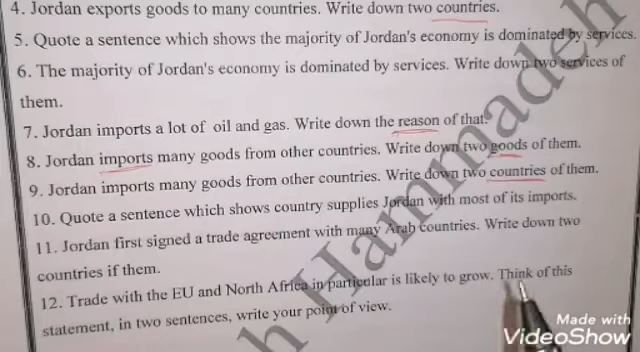 4. Jordan exports goods to many countries. Write down two countries.
5. Quote a sentence which shows the majority of Jordan's economy is dominated by services.
6. The majority of Jordan's economy is dominated by services. Write down two services of
them.
7. Jordan imports a lot of oil and gas. Write down the reason of that.
8. Jordan imports many goods from other countries. Write down two goods of them.
9. Jordan imports many goods from other countries. Write down two countries of them.
10. Quote a sentence which shows country supplies Jordan with most of its imports.
11. Jordan first signed a trade agreement with many Arab countries. Write down two
countries if them.
12. Trade with the EU and North Africa in particular is likely to grow. Think of this
statement, in two sentences, write your point of view.
h Hammadeh
Made with
VideoShow